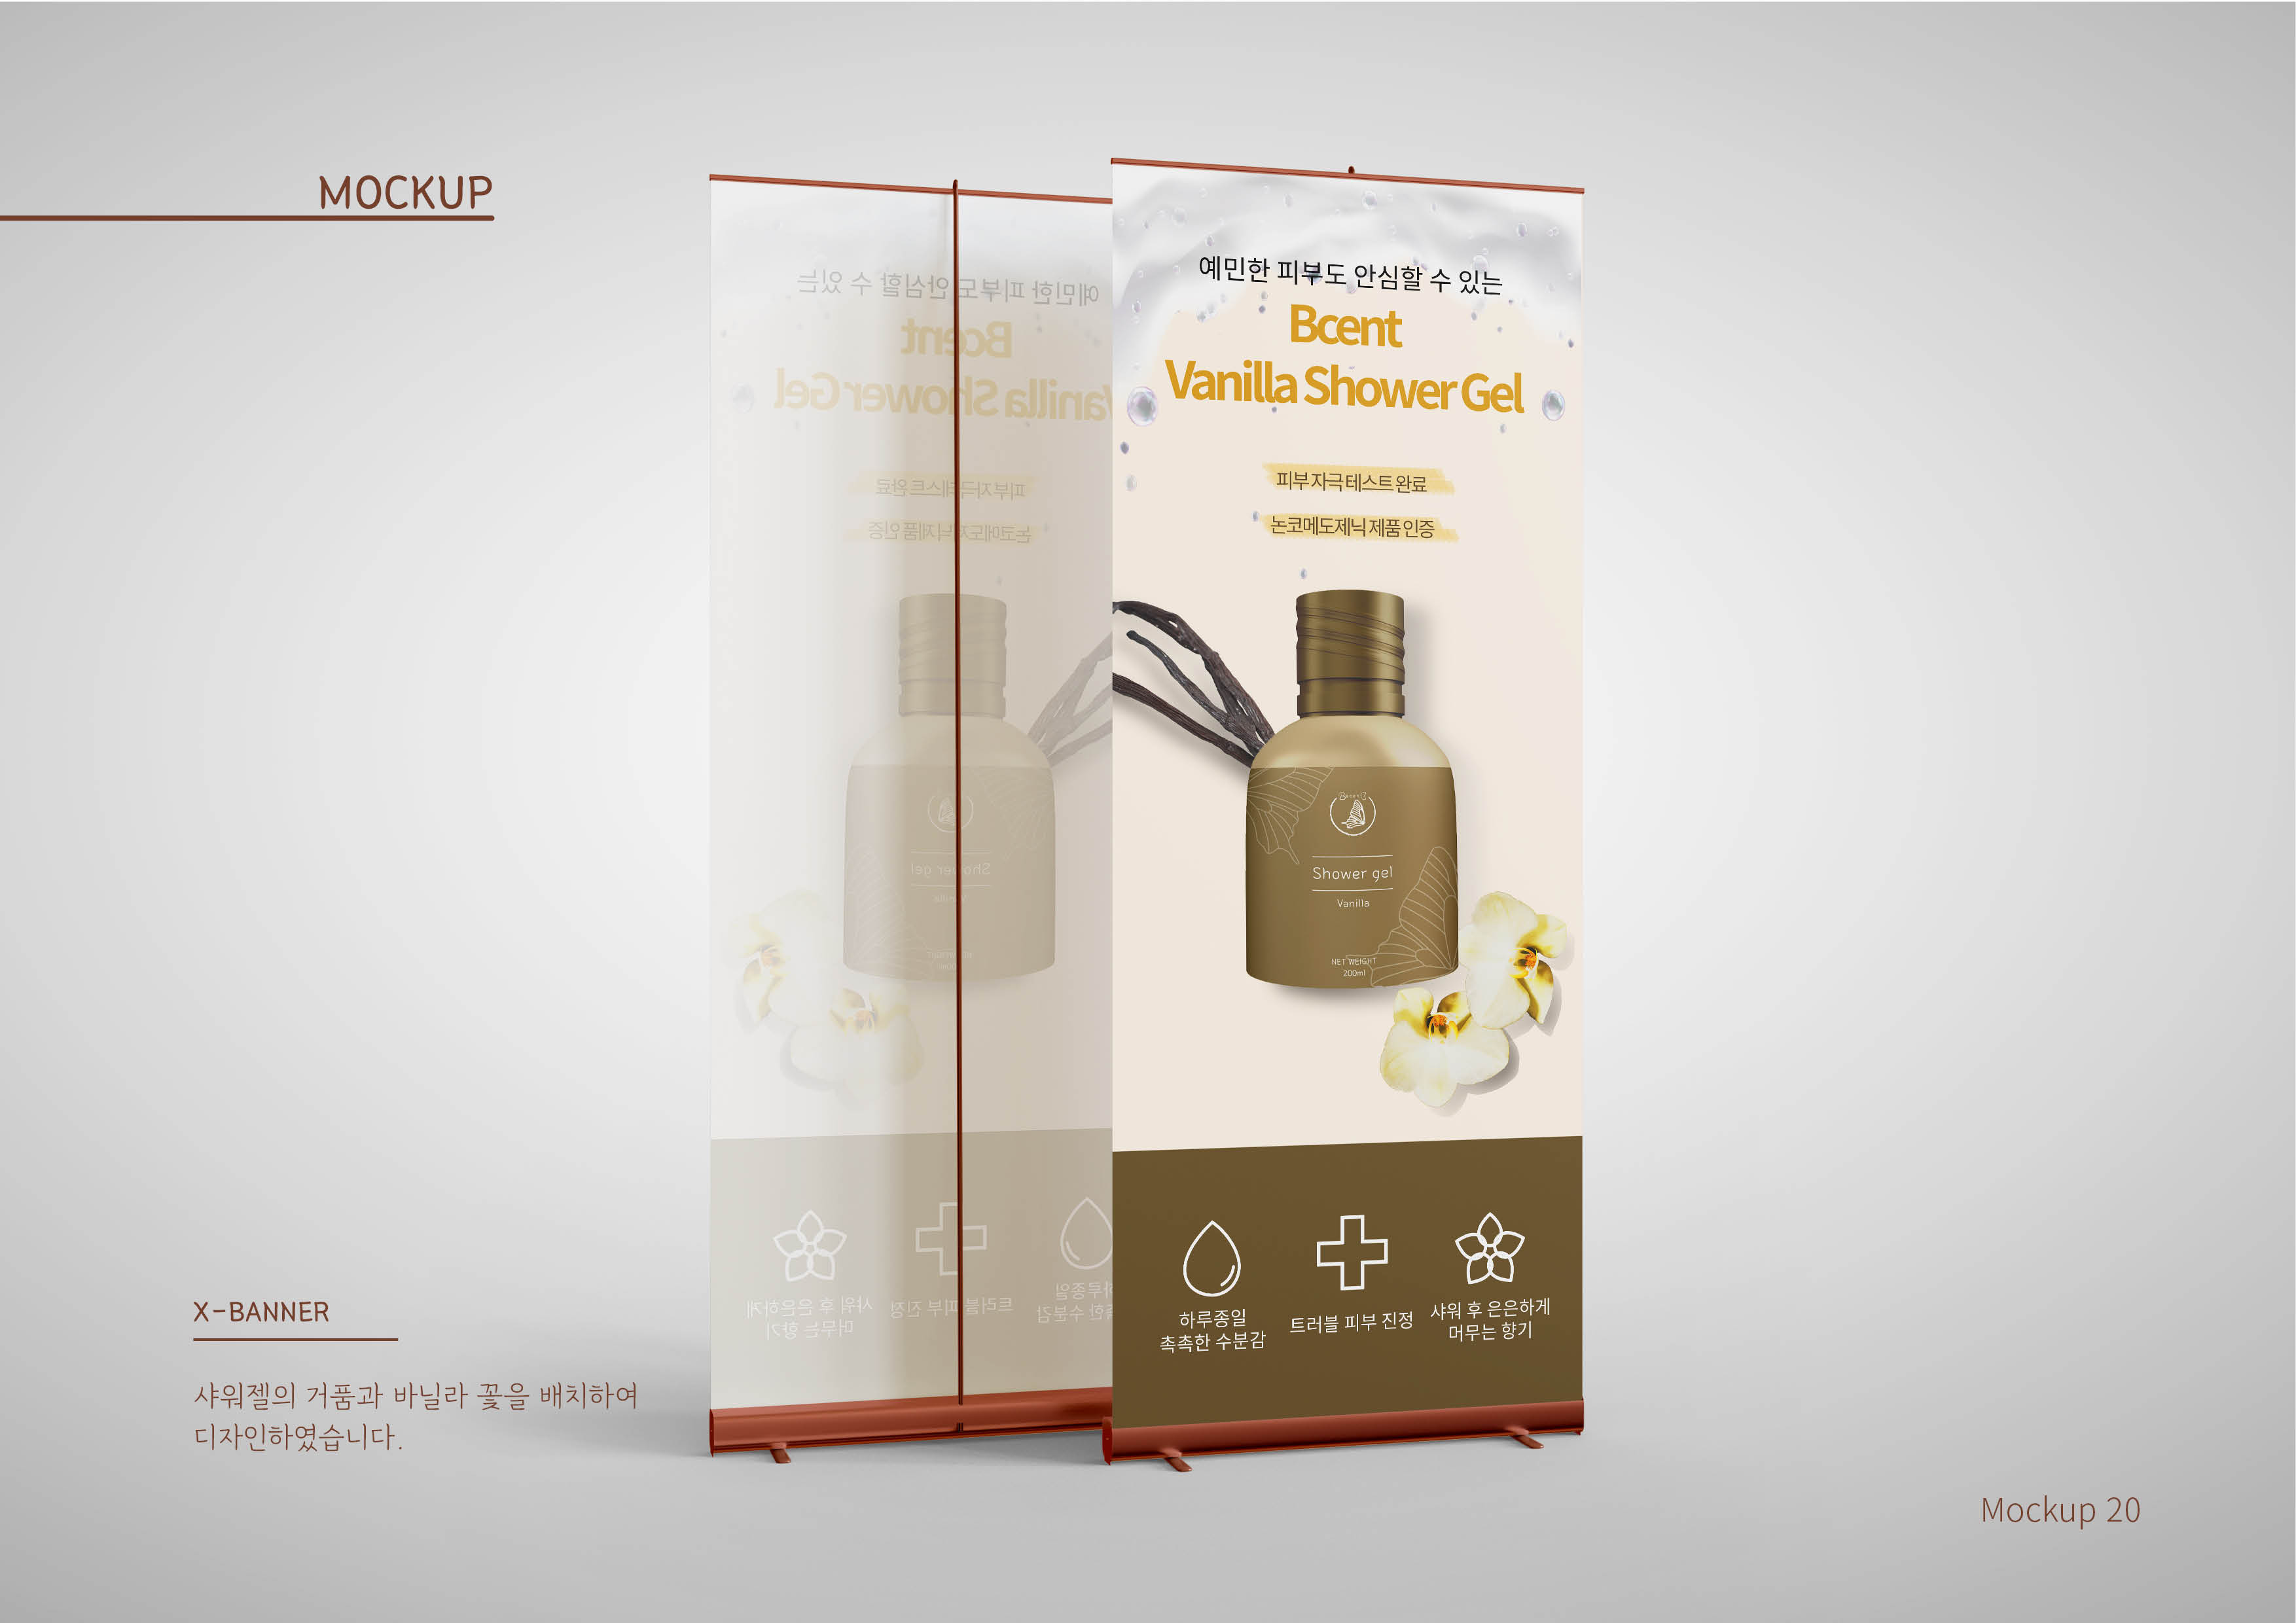 MOCKUP
예민한 피부도 안심할 수 있는
Bcent
Vanilla Shower Gel
피부 자극 테스트 완료
논코메도제닉 제품 인증
Shower gel
Vanilla
NET WEIGHT
200ml
하루종일
촉촉한 수분감
트러블 피부 진정
샤워 후 은은하게
머무는 향기
X-BANNER
샤워젤의 거품과 바닐라 꽃을 배치하여
디자인하였습니다.
Mockup 20